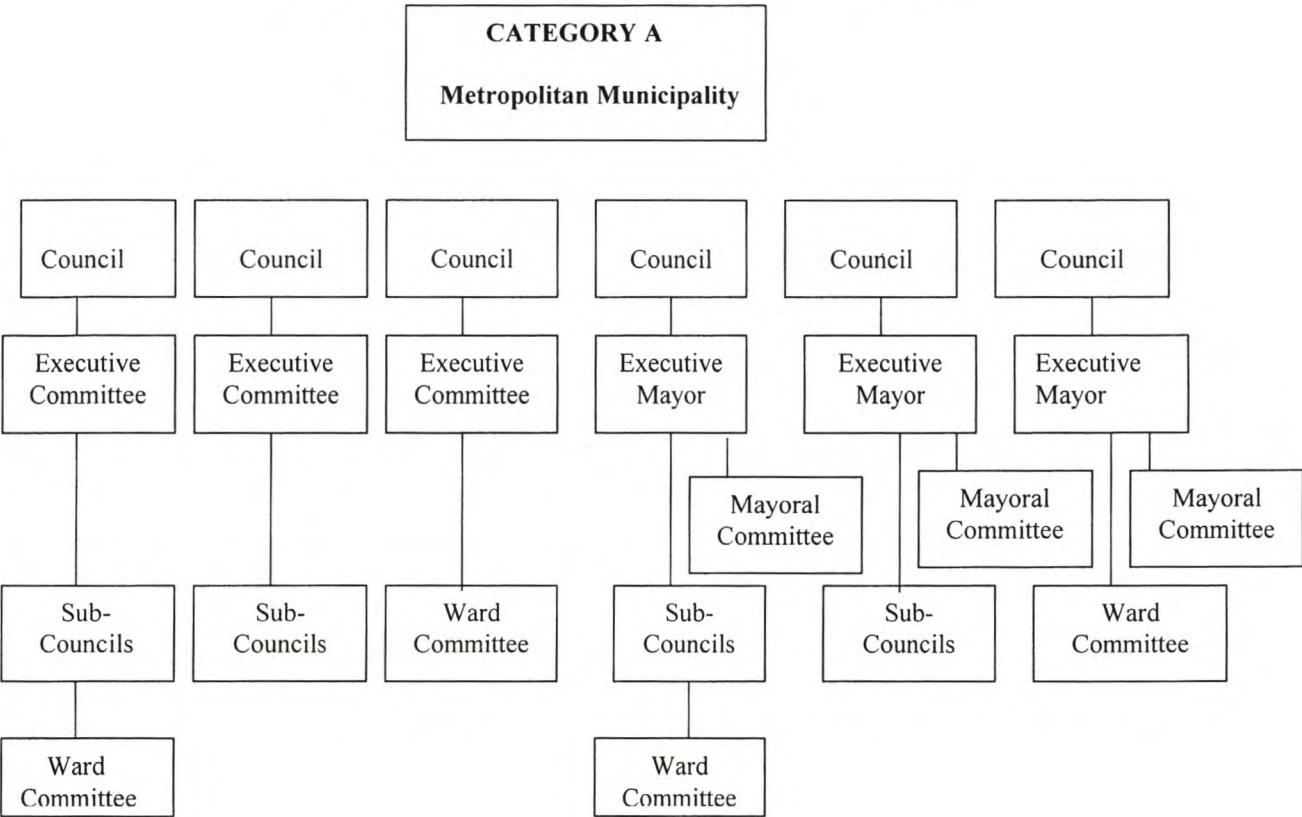 CATEGORY A
Metropolitan Municipality
Council
Council
Council
Council
Council
Council
Executive
Committee
Executive
Committee
Executive
Committee
Executive
Mayor
Executive
Mayor
Executive
Mayor
Mayoral
Committee
Mayoral
Committee
Mayoral
Committee
Sub-
Councils
Sub-
Councils
Ward
Committee
Sub-
Councils
Sub-
Councils
Ward
Committee
Ward
Committee
Ward
Committee